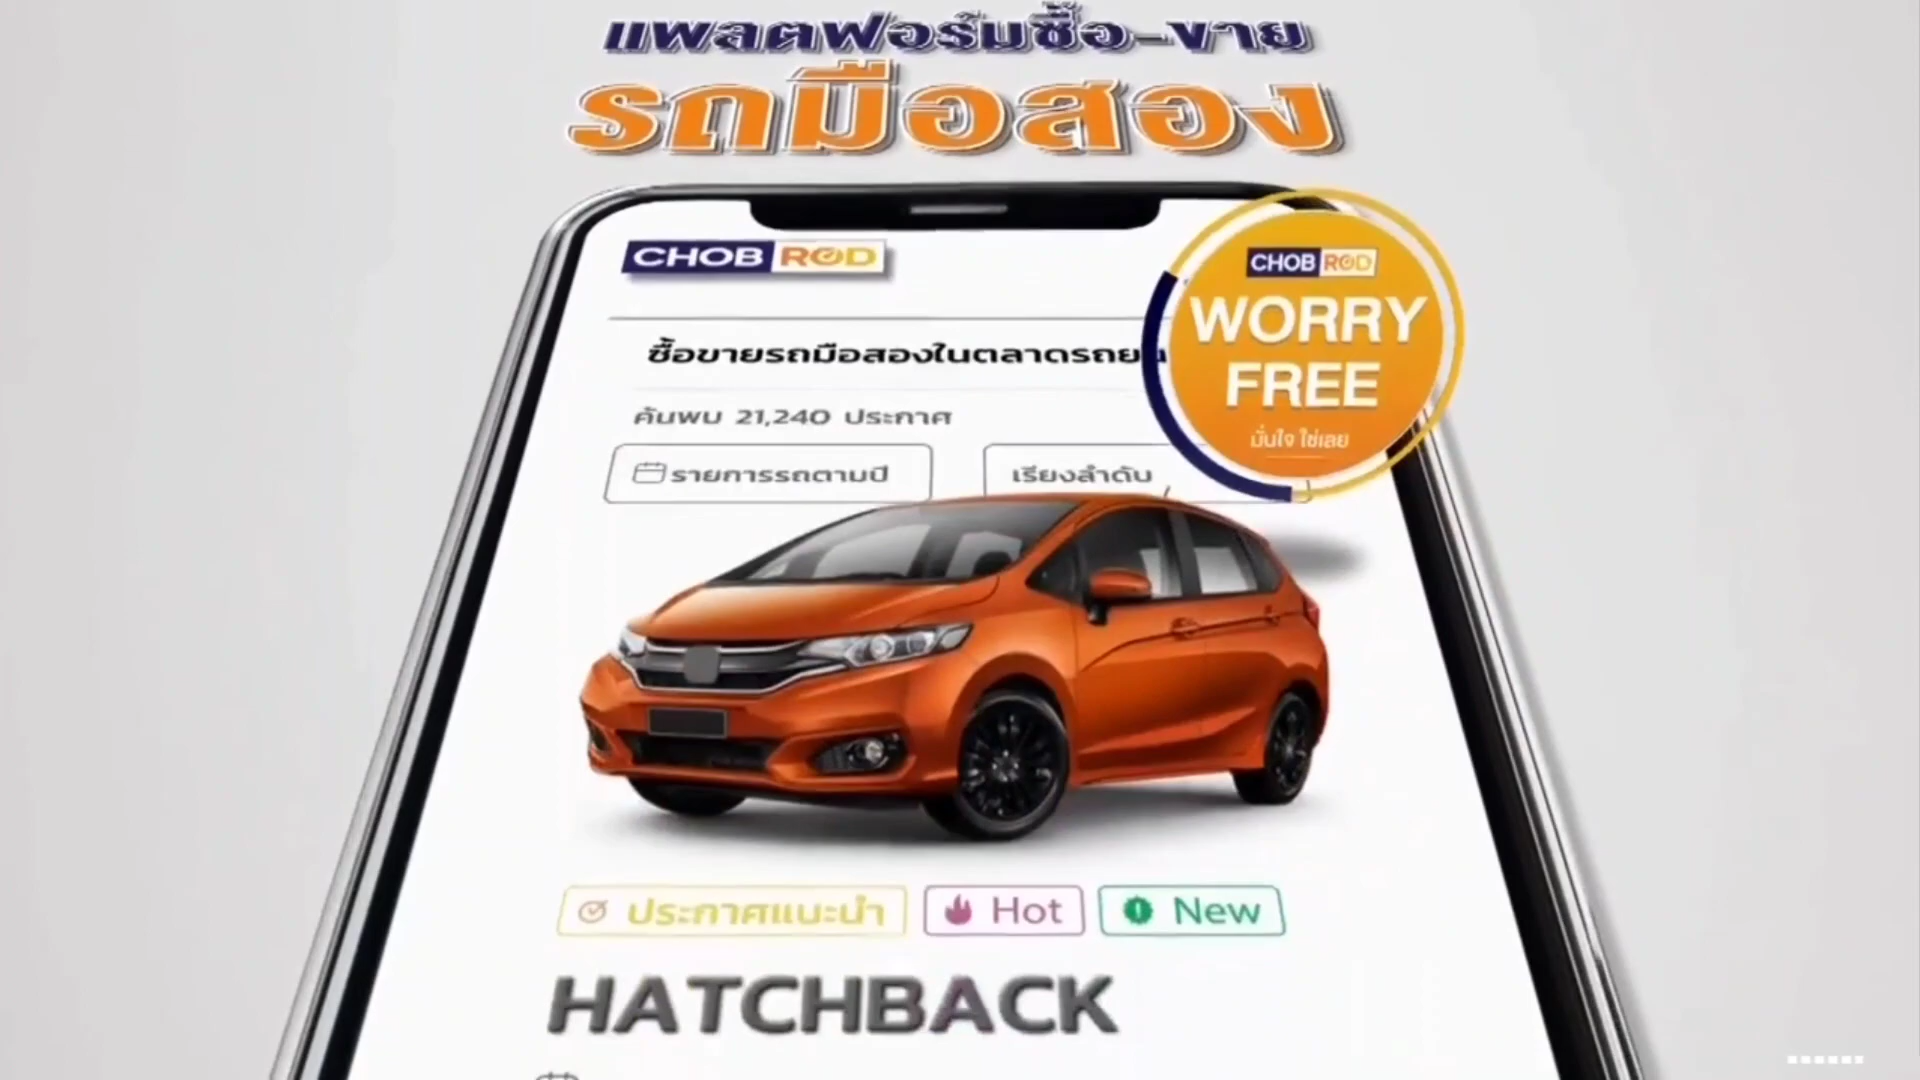 แพลตฟอร์มซื้อ-ขาย
รถมือสอง
CHOB ROD
CHOB ROD
WORRY
FREE
มั่นใจ ใช่เลย
ซื้อขายรถมือสองในตลาดรถย
ค้นพบ 21,240 ประกาศ
รายการรถตามปี
เรียงลำดับ
ประกาศแนะนำ
Hot
New
HATCHBACK